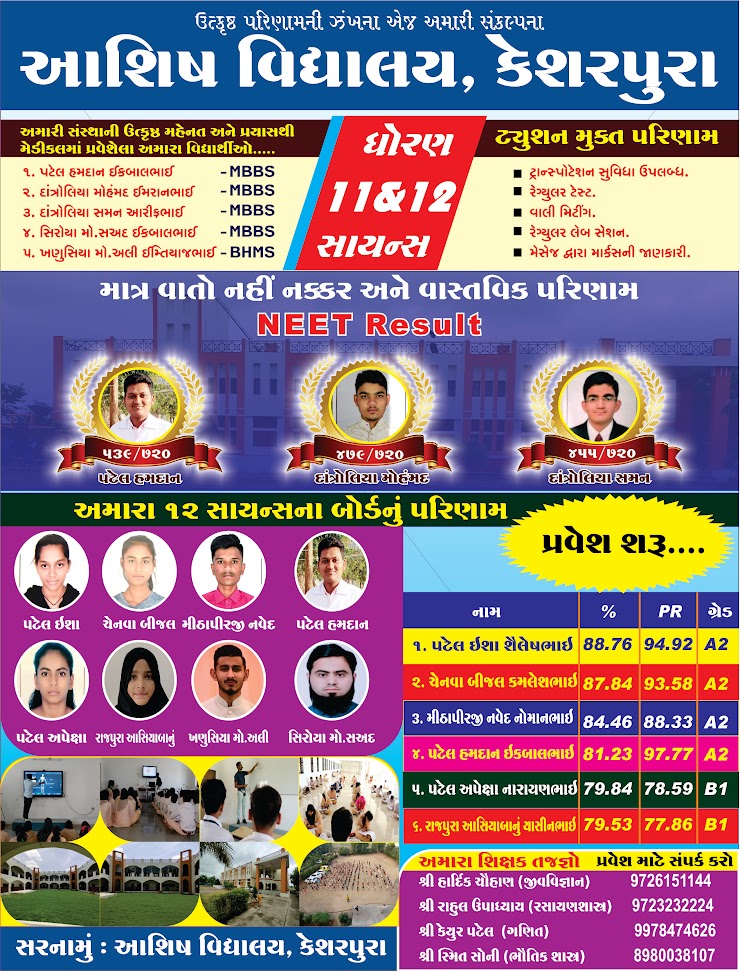 ઉત્કૃષ્ઠ પરિણામની ઝંખના એજ અમારી સંકલ્પના
આશિષ વિદ્યાલય, કેશરપુરા
અમારી સંસ્થાની ઉત્કૃષ્ઠ મહેનત અને પ્રયાસથી
મેડીકલમાં પ્રવેશેલા અમારા વિદ્યાર્થીઓ.....
૧. પટેલ હમદાન ઈકબાલભાઈ - MBBS
૨. દાંત્રોલિયા મોહંમદ ઈમરાનભાઈ - MBBS
૩. દાંત્રોલિયા સમન આરીફભાઈ - MBBS
૪. સિરોયા મો.સઅદ ઈકબાલભાઈ - MBBS
૫. ખણુસિયા મો.અલી ઈમ્તિયાજભાઈ - BHMS
ધોરણ
11&12
સાયન્સ
ટ્યુશન મુક્ત પરિણામ
■ ટ્રાન્સપોટેશન સુવિધા ઉપલબ્ધ.
■ રેગ્યુલર ટેસ્ટ.
■ વાલી મિટીંગ.
■ રેગ્યુલર લેબ સેશન.
■ મેસેજ દ્વારા માર્કસની જાણકારી.
માત્ર વાતો નહીં નક્કર અને વાસ્તવિક પરિણામ
NEET Result
૫૩૯/૭૨૦
પટેલ હમદાન
૪૭૯/૭૨૦
દાંત્રોલિયા મોહંમદ
૪૫૫/૭૨૦
દાંત્રોલિયા સમન
અમારા ૧૨ સાયન્સના બોર્ડનું પરિણામ
પ્રવેશ શરૂ....
પટેલ ઈશા ચેનવા બીજલ મીઠાપીરજી નવેદ પટેલ હમદાન
પટેલ અપેક્ષા રાજપુરા આસિયાબાનું ખણુસિયા મો.અલી સિરોયા મો.સઅદ
નામ % PR ગ્રેડ
૧. પટેલ ઈશા શૈલેષભાઈ 88.76 94.92 A2
૨. ચેનવા બીજલ કમલેશભાઈ 87.84 93.58 A2
૩. મીઠાપીરજી નવેદ નોમાનભાઈ 84.46 88.33 A2
૪. પટેલ હમદાન ઈકબાલભાઈ 81.23 97.77 A2
૫. પટેલ અપેક્ષા નારાયણભાઈ 79.84 78.59 B1
૬. રાજપુરા આસિયાબાનું યાસીનભાઈ 79.53 77.86 B1
અમારા શિક્ષક તજજ્ઞો પ્રવેશ માટે સંપર્ક કરો
શ્રી હાર્દિક ચૌહાણ (જીવવિજ્ઞાન) 9726151144
શ્રી રાહુલ ઉપાધ્યાય (રસાયણશાસ્ત્ર) 9723232224
શ્રી કેયુર પટેલ (ગણિત) 9978474626
શ્રી સ્મિત સોની (ભૌતિક શાસ્ત્ર) 8980038107
સરનામું : આશિષ વિદ્યાલય, કેશરપુરા